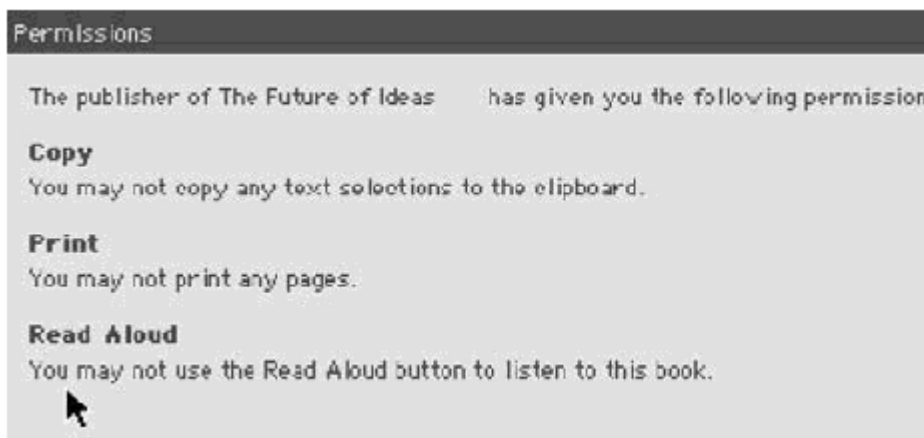 Permissions
The publisher of The Future of Ideas has given you the following permission
Copy
You may not copy any text selections to the clipboard.
Print
You may not print any pages.
Read Aloud
You may not use the Read Aloud button to listen to this book.